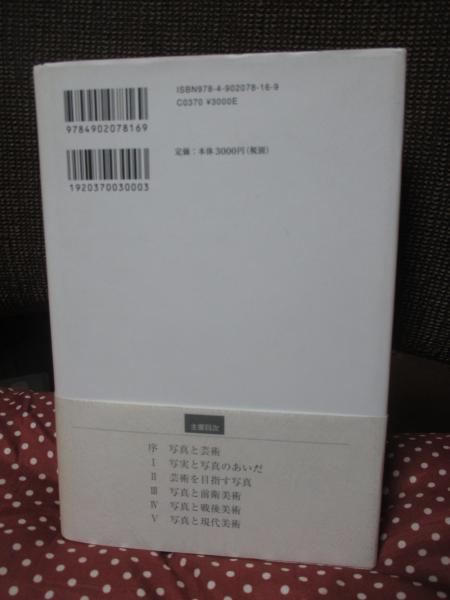 ISBN978-4-902078-16-9
C0370 ¥3000E
9784902078169
定価：本体3000円（税別）
1920370030003
主要目次
序 写真と芸術
Ⅰ 写実と写真のあいだ
Ⅱ 芸術を目指す写真
Ⅲ 写真と前衛美術
Ⅳ 写真と戦後美術
Ⅴ 写真と現代美術